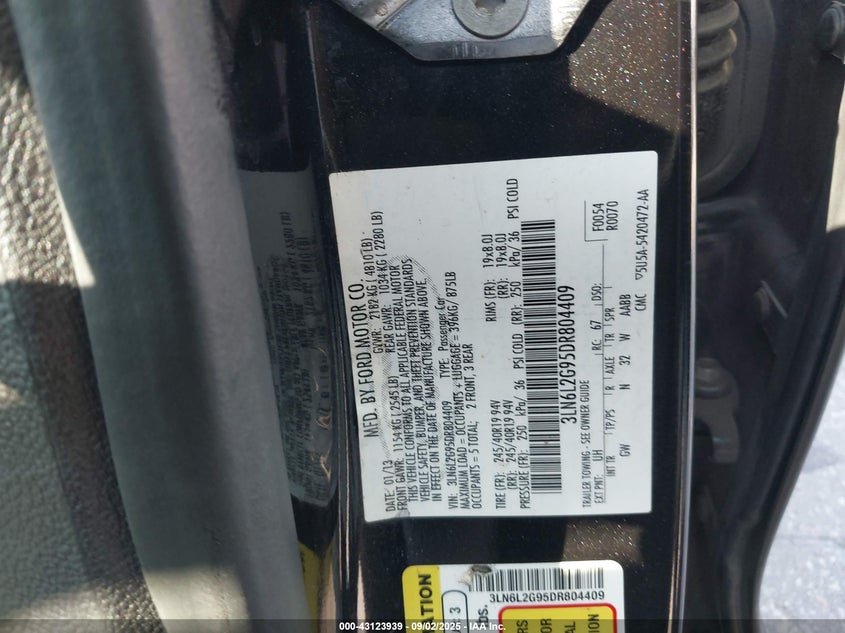 MFD. BY FORD MOTOR CO.
DATE: 01/13 GVWR: 2182 KG ( 4810 LB)
FRONT GAWR: 1154 KG ( 2545 LB) REAR GAWR: 1034 KG ( 2280 LB)
THIS VEHICLE CONFORMS TO ALL APPLICABLE FEDERAL MOTOR
VEHICLE SAFETY, BUMPER, AND THEFT PREVENTION STANDARDS
IN EFFECT ON THE DATE OF MANUFACTURE SHOWN ABOVE.
VIN: 3LN6L2G95DR804409 TYPE: Passenger Car
MAXIMUM LOAD = OCCUPANTS + LUGGAGE = 396KG/ 875LB
OCCUPANTS = 5 TOTAL; 2 FRONT, 3 REAR
TIRE (FR): 245/40R19 94V RIMS (FR): 19x8.0J
(RR): 245/40R19 94V (RR): 19x8.0J
PRESSURE (FR): 250 kPa/ 36 PSI COLD (RR): 250 kPa/ 36 PSI COLD
3LN6L2G95DR804409
TRAILER TOWING - SEE OWNER GUIDE F0054
EXT PNT: UH RC: 67 DSO: R0070
INT TR TP/PS R AXLE TR SPR
GW N 32 W AABB
CMC ▽5U5A-5420472-AA
3LN6L2G95DR804409
000-43123939 - 09/02/2025 - IAA Inc.